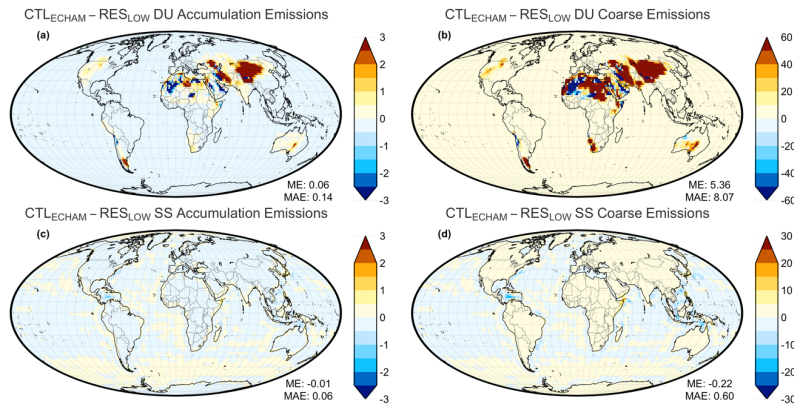 CTL_ECHAM – RES_LOW DU Accumulation Emissions
(a)
3
2
1
0
-1
-2
-3
ME: 0.06
MAE: 0.14
CTL_ECHAM – RES_LOW DU Coarse Emissions
(b)
60
40
20
0
-20
-40
-60
ME: 5.36
MAE: 8.07
CTL_ECHAM – RES_LOW SS Accumulation Emissions
(c)
3
2
1
0
-1
-2
-3
ME: -0.01
MAE: 0.06
CTL_ECHAM – RES_LOW SS Coarse Emissions
(d)
30
20
10
0
-10
-20
-30
ME: -0.22
MAE: 0.60